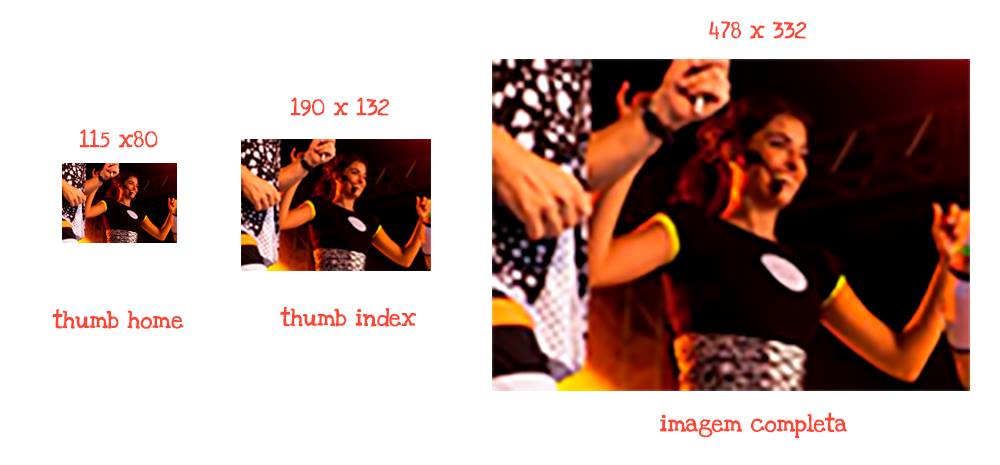 115 x80
thumb home
190 x 132
thumb index
478 x 332
imagem completa